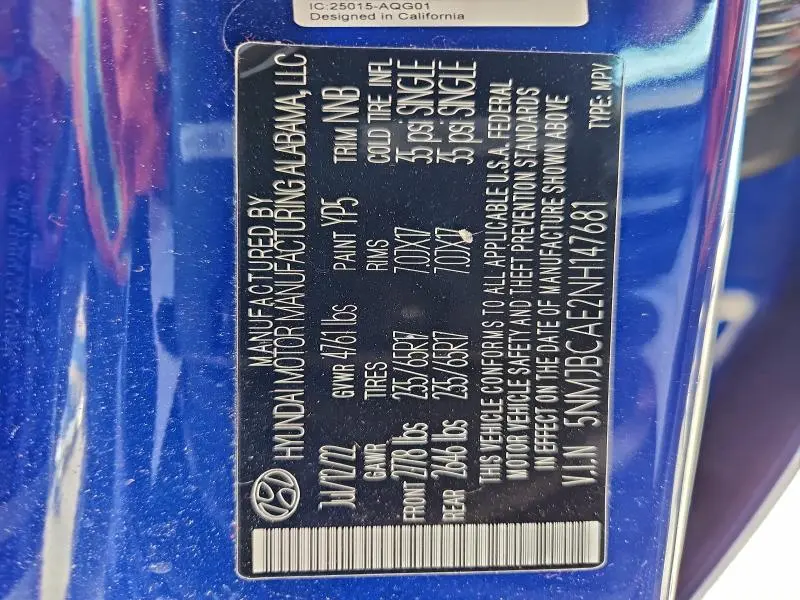 IC:25015-AQG01
Designed in California
MANUFACTURED BY
HYUNDAI MOTOR MANUFACTURING ALABAMA, LLC
GVWR 4761 lbs PAINT YP5 TRIM NNB
GAWR TIRES RIMS COLD TIRE INFL
FRONT 2778 lbs 235/65R17 7.0JX17 35 psi SINGLE
REAR 2646 lbs 235/65R17 7.0JX17 35 psi SINGLE
THIS VEHICLE CONFORMS TO ALL APPLICABLE U.S.A. FEDERAL
MOTOR VEHICLE SAFETY AND THEFT PREVENTION STANDARDS
IN EFFECT ON THE DATE OF MANUFACTURE SHOWN ABOVE
V.I.N 5NMJBCAE2NH147681 TYPE: MPV